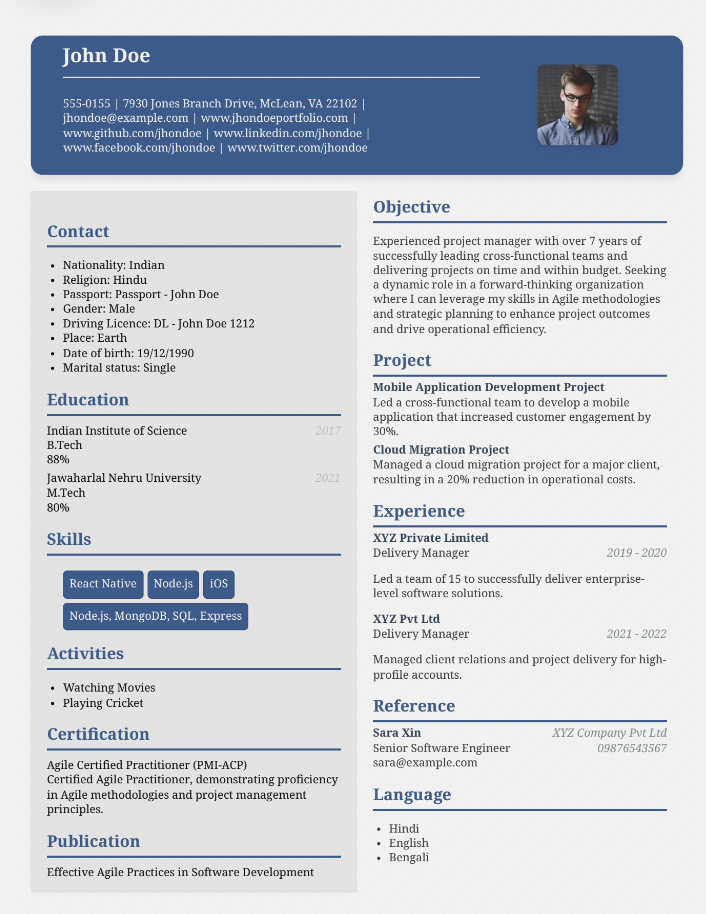 John Doe
555-0155 | 7930 Jones Branch Drive, McLean, VA 22102 |
jhondoe@example.com | www.jhondoeportfolio.com |
www.github.com/jhondoe | www.linkedin.com/jhondoe |
www.facebook.com/jhondoe | www.twitter.com/jhondoe
Contact
• Nationality: Indian
• Religion: Hindu
• Passport: Passport - John Doe
• Gender: Male
• Driving Licence: DL - John Doe 1212
• Place: Earth
• Date of birth: 19/12/1990
• Marital status: Single
Education
Indian Institute of Science 2017
B.Tech
88%
Jawaharlal Nehru University 2021
M.Tech
80%
Skills
React Native Node.js iOS
Node.js, MongoDB, SQL, Express
Activities
• Watching Movies
• Playing Cricket
Certification
Agile Certified Practitioner (PMI-ACP)
Certified Agile Practitioner, demonstrating proficiency
in Agile methodologies and project management
principles.
Publication
Effective Agile Practices in Software Development
Objective
Experienced project manager with over 7 years of
successfully leading cross-functional teams and
delivering projects on time and within budget. Seeking
a dynamic role in a forward-thinking organization
where I can leverage my skills in Agile methodologies
and strategic planning to enhance project outcomes
and drive operational efficiency.
Project
Mobile Application Development Project
Led a cross-functional team to develop a mobile
application that increased customer engagement by
30%.
Cloud Migration Project
Managed a cloud migration project for a major client,
resulting in a 20% reduction in operational costs.
Experience
XYZ Private Limited
Delivery Manager 2019 - 2020
Led a team of 15 to successfully deliver enterprise-
level software solutions.
XYZ Pvt Ltd
Delivery Manager 2021 - 2022
Managed client relations and project delivery for high-
profile accounts.
Reference
Sara Xin XYZ Company Pvt Ltd
Senior Software Engineer 09876543567
sara@example.com
Language
• Hindi
• English
• Bengali